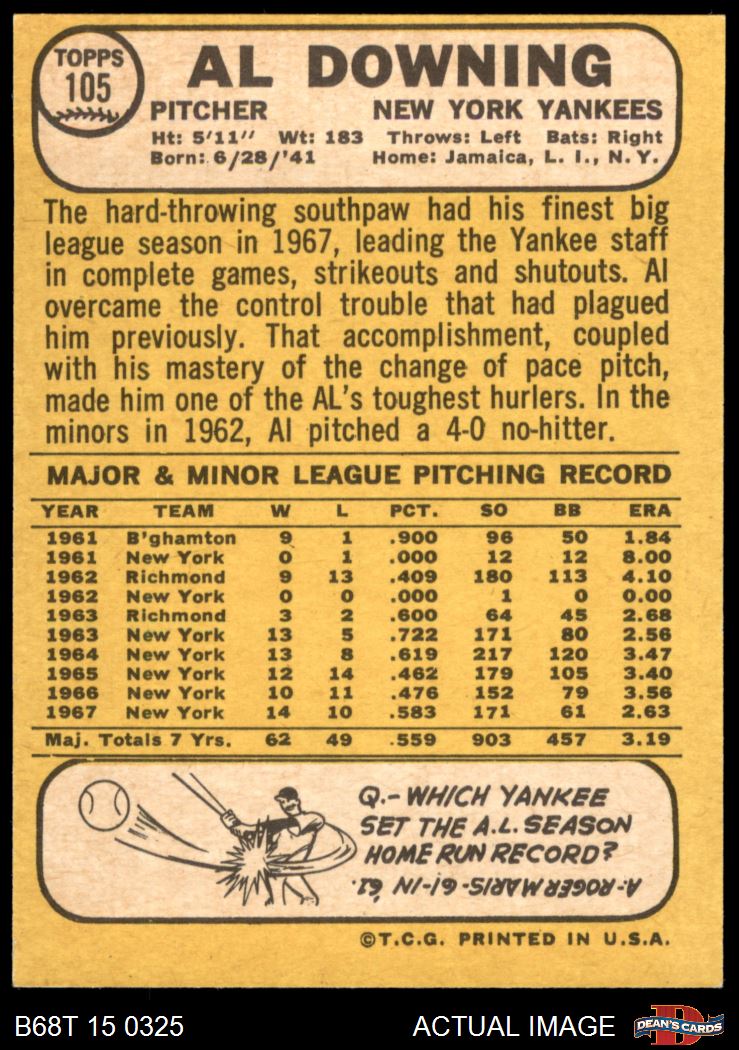 TOPPS
105
AL DOWNING
PITCHER NEW YORK YANKEES
Ht: 5'11" Wt: 183 Throws: Left Bats: Right
Born: 6/28/'41 Home: Jamaica, L. I., N. Y.
The hard-throwing southpaw had his finest big
league season in 1967, leading the Yankee staff
in complete games, strikeouts and shutouts. Al
overcame the control trouble that had plagued
him previously. That accomplishment, coupled
with his mastery of the change of pace pitch,
made him one of the AL's toughest hurlers. In the
minors in 1962, Al pitched a 4-0 no-hitter.
MAJOR & MINOR LEAGUE PITCHING RECORD
YEAR TEAM W L PCT. SO BB ERA
1961 B'ghamton 9 1 .900 96 50 1.84
1961 New York 0 1 .000 12 12 8.00
1962 Richmond 9 13 .409 180 113 4.10
1962 New York 0 0 .000 1 0 0.00
1963 Richmond 3 2 .600 64 45 2.68
1963 New York 13 5 .722 171 80 2.56
1964 New York 13 8 .619 217 120 3.47
1965 New York 12 14 .462 179 105 3.40
1966 New York 10 11 .476 152 79 3.56
1967 New York 14 10 .583 171 61 2.63
Maj. Totals 7 Yrs. 62 49 .559 903 457 3.19
Q.- WHICH YANKEE
SET THE A.L. SEASON
HOME RUN RECORD?
A: ROGER MARIS-61-IN '61.
©T.C.G. PRINTED IN U.S.A.
B68T 15 0325 ACTUAL IMAGE
D
DEAN'S CARDS